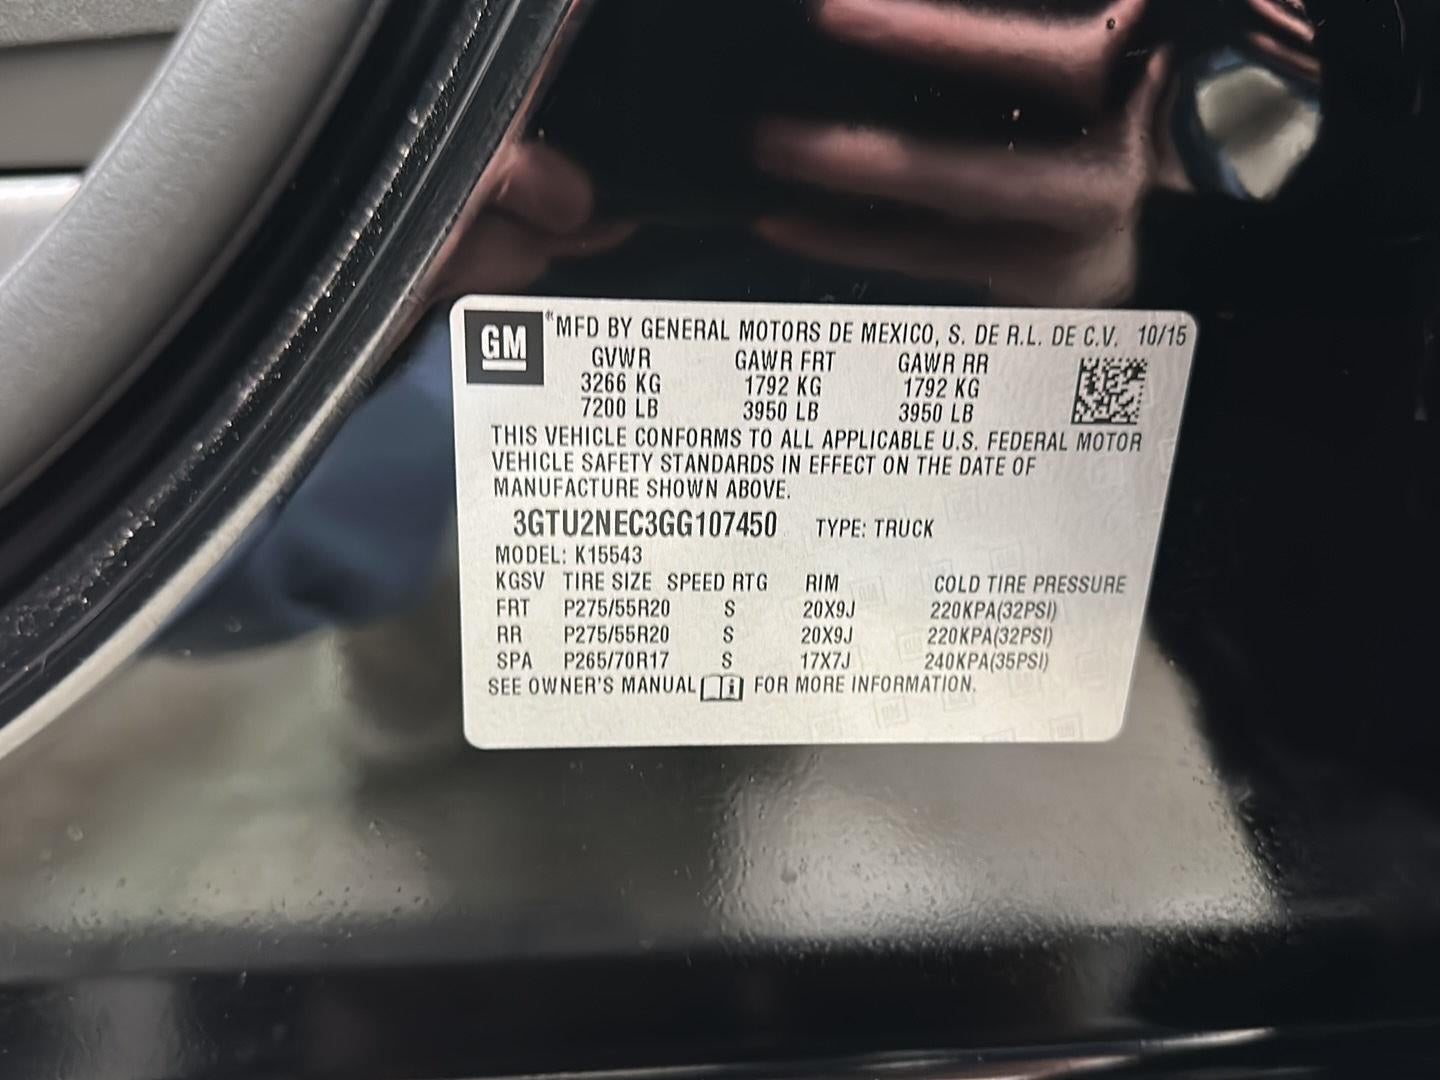 GM ® MFD BY GENERAL MOTORS DE MEXICO, S. DE R.L. DE C.V. 10/15
GVWR GAWR FRT GAWR RR
3266 KG 1792 KG 1792 KG
7200 LB 3950 LB 3950 LB
THIS VEHICLE CONFORMS TO ALL APPLICABLE U.S. FEDERAL MOTOR
VEHICLE SAFETY STANDARDS IN EFFECT ON THE DATE OF
MANUFACTURE SHOWN ABOVE.
3GTU2NEC3GG107450 TYPE: TRUCK
MODEL: K15543
KGSV TIRE SIZE SPEED RTG RIM COLD TIRE PRESSURE
FRT P275/55R20 S 20X9J 220KPA(32PSI)
RR P275/55R20 S 20X9J 220KPA(32PSI)
SPA P265/70R17 S 17X7J 240KPA(35PSI)
SEE OWNER'S MANUAL i FOR MORE INFORMATION.